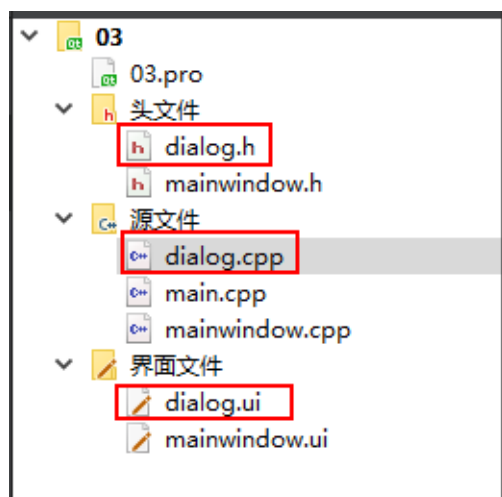 03
03.pro
头文件
dialog.h
mainwindow.h
源文件
dialog.cpp
main.cpp
mainwindow.cpp
界面文件
dialog.ui
mainwindow.ui